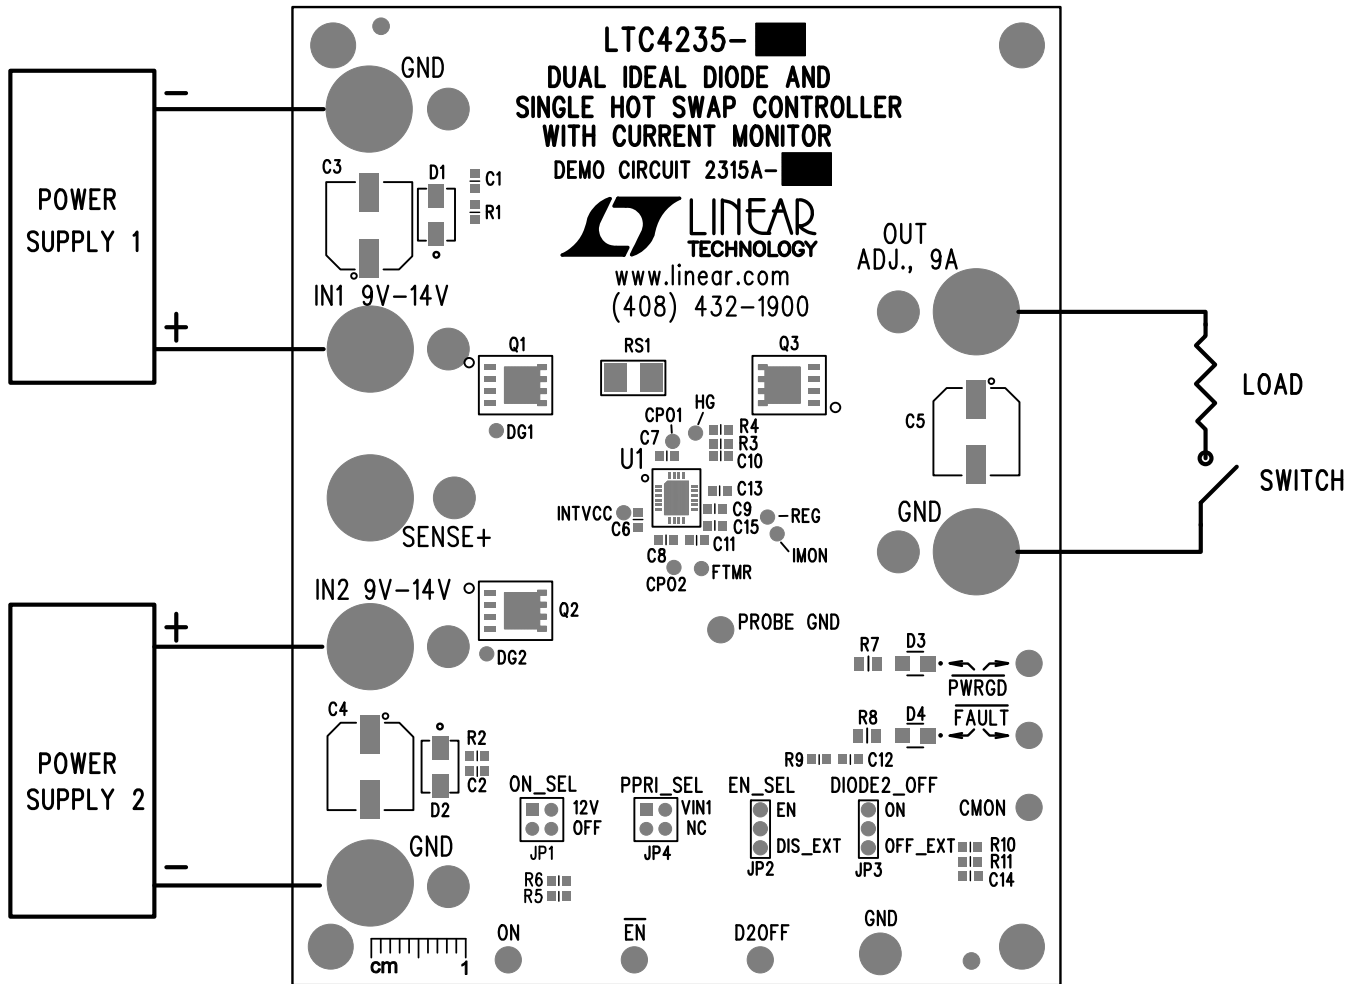 LTC4235-
DUAL IDEAL DIODE AND
SINGLE HOT SWAP CONTROLLER
WITH CURRENT MONITOR
DEMO CIRCUIT 2315A-
LINEAR
TECHNOLOGY
www.linear.com
(408) 432-1900
GND
-
POWER
SUPPLY 1
+
C3
D1
C1
R1
IN1 9V-14V
OUT
ADJ., 9A
Q1
RS1
Q3
LOAD
SWITCH
DG1
CPO1
HG
C7
R4
R3
C10
U1
C5
C13
C9
C15
INTVCC
C6
-REG
IMON
C8
C11
CPO2
FTMR
GND
SENSE+
IN2 9V-14V
+
Q2
DG2
PROBE GND
R7
D3
PWRGD
R8
D4
FAULT
R9
C12
C4
R2
C2
D2
POWER
SUPPLY 2
-
ON_SEL
12V
OFF
JP1
PPRI_SEL
VIN1
NC
JP4
EN_SEL
EN
DIS_EXT
JP2
DIODE2_OFF
ON
OFF_EXT
JP3
CMON
R10
R11
C14
GND
R6
R5
ON
EN
D2OFF
GND
cm 1